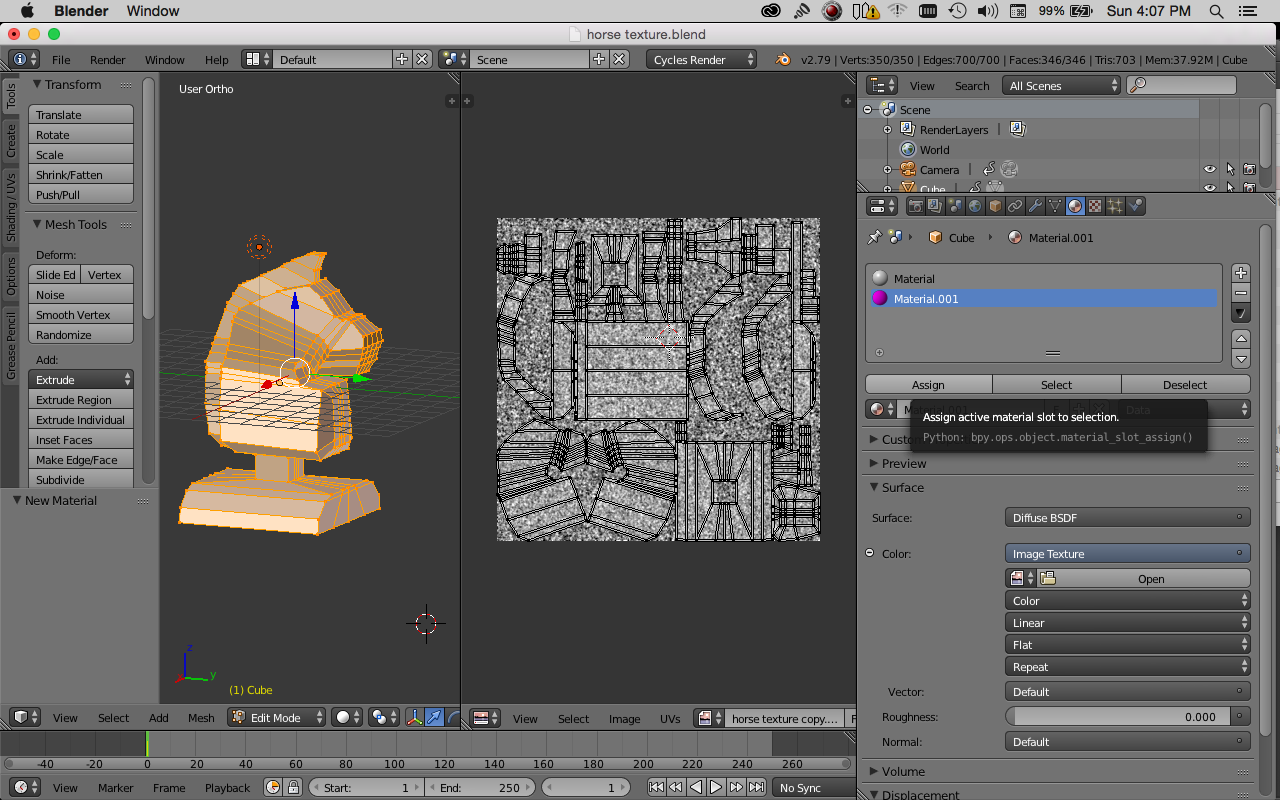 Blender Window 99% Sun 4:07 PM
horse texture.blend
File Render Window Help Default Scene Cycles Render v2.79 | Verts:350/350 | Edges:700/700 | Faces:346/346 | Tris:703 | Mem:37.92M | Cube
Tools
Create
Shading / UVs
Options
Grease Pencil
Transform
Translate
Rotate
Scale
Shrink/Fatten
Push/Pull
Mesh Tools
Deform:
Slide Ed Vertex
Noise
Smooth Vertex
Randomize
Add:
Extrude
Extrude Region
Extrude Individual
Inset Faces
Make Edge/Face
Subdivide
New Material
User Ortho
z
x
y
(1) Cube
View Select Add Mesh Edit Mode
View Select Image UVs horse texture copy.... F
-40 -20 0 20 40 60 80 100 120 140 160 180 200 220 240 260
View Marker Frame Playback Start: 1 End: 250 1 No Sync
View Search All Scenes
Scene
RenderLayers
World
Camera
Cube
Cube Material.001
Material
Material.001
Assign Select Deselect
Material.001 Data
Assign active material slot to selection.
Python: bpy.ops.object.material_slot_assign()
Custo
Preview
Surface
Surface: Diffuse BSDF
Color: Image Texture
Open
Color
Linear
Flat
Repeat
Vector: Default
Roughness: 0.000
Normal: Default
Volume
Displacement